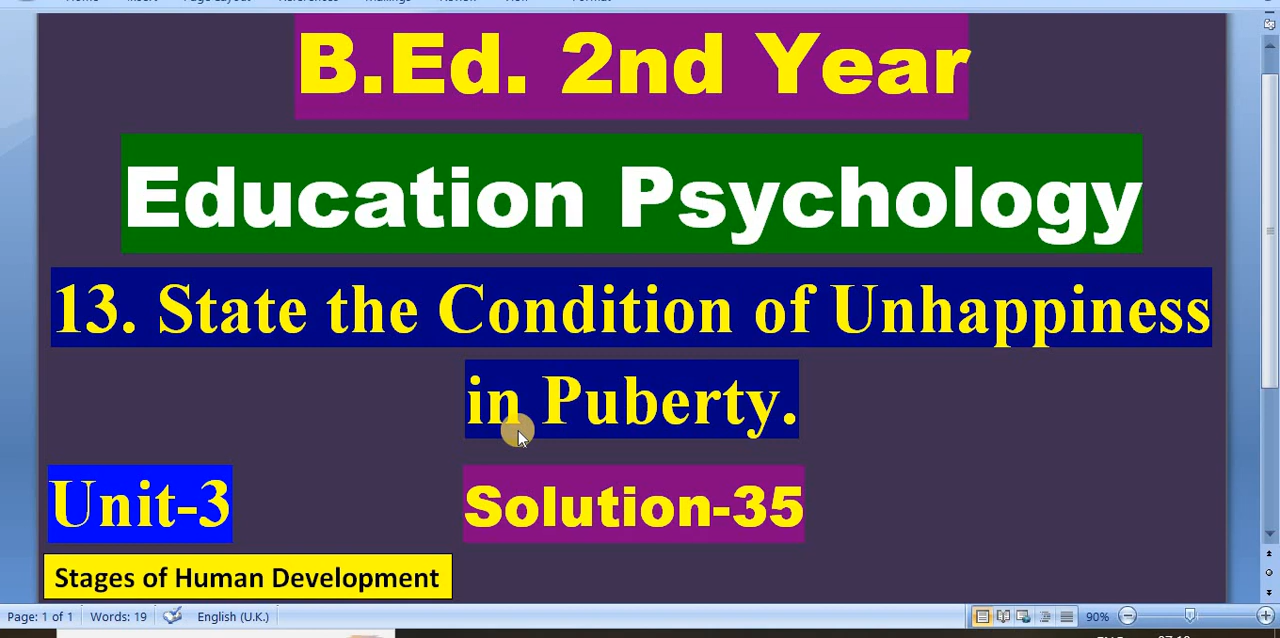 B.Ed. 2nd Year
Education Psychology
13. State the Condition of Unhappiness
in Puberty.
Unit-3
Solution-35
Stages of Human Development
Page: 1 of 1
Words: 19
English (U.K.)
90%